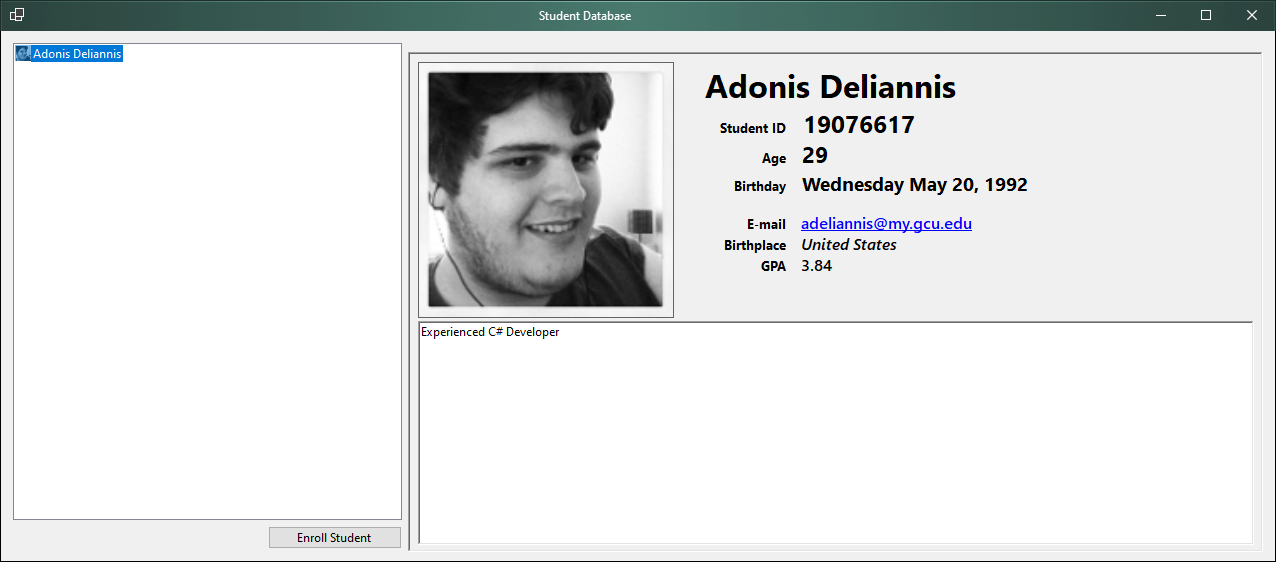 Student Database
Adonis Deliannis
Adonis Deliannis
Student ID 19076617
Age 29
Birthday Wednesday May 20, 1992
E-mail adeliannis@my.gcu.edu
Birthplace United States
GPA 3.84
Experienced C# Developer
Enroll Student